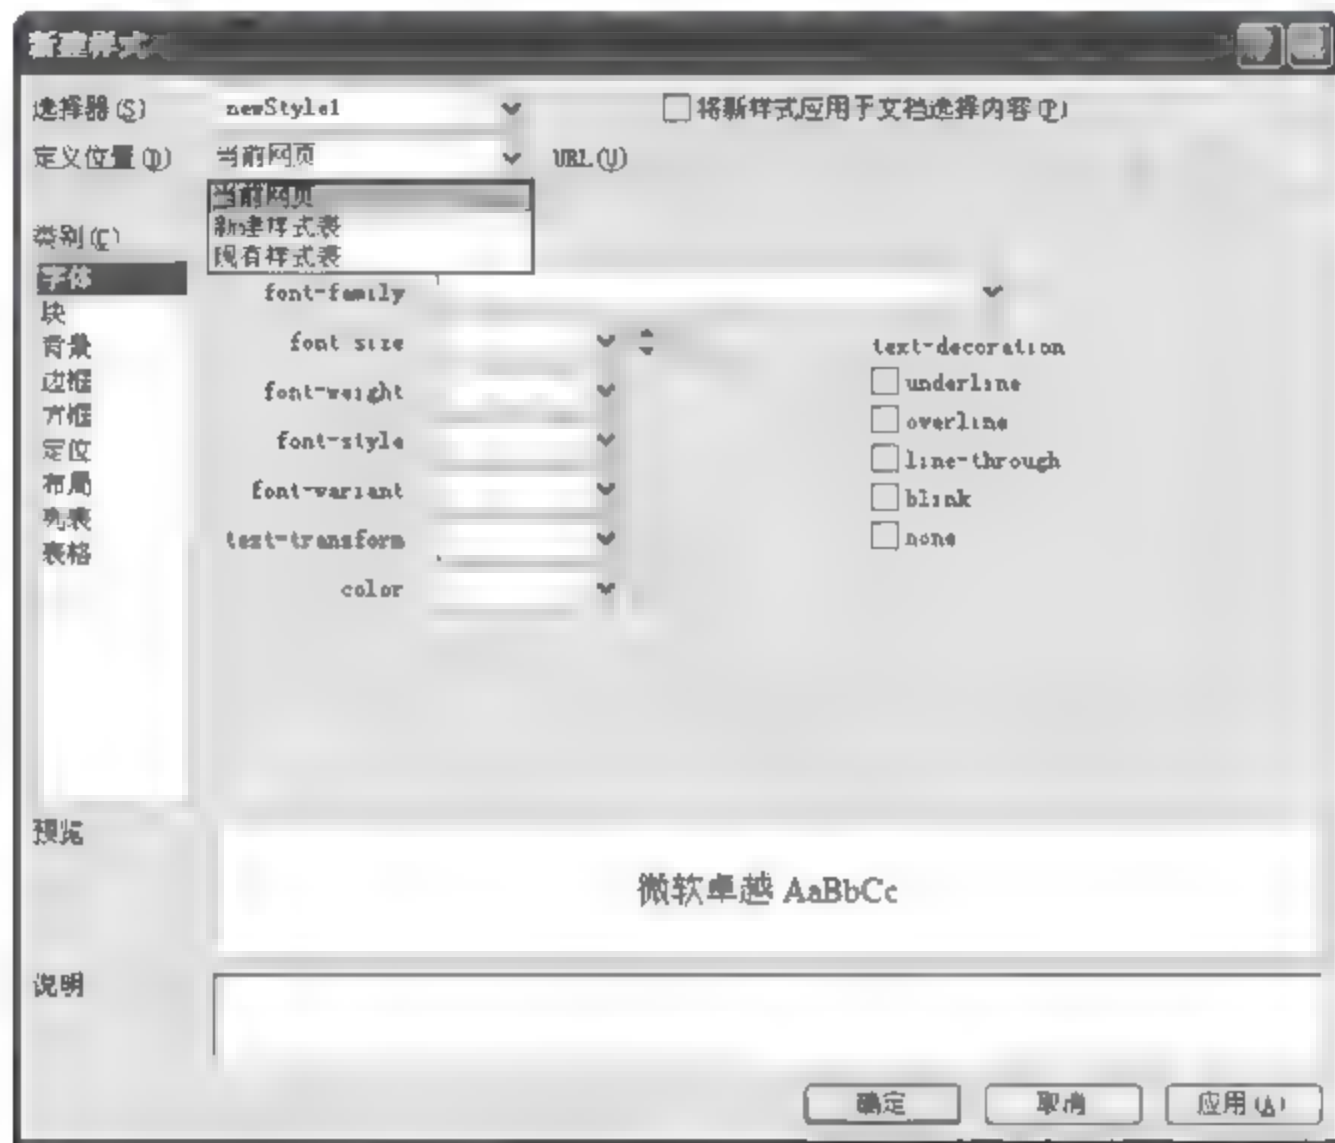 新建样式
选择器(S) newStyle1 将新样式应用于文档选择内容(P)
定义位置(D) 当前网页 URL(U)
当前网页
新建样式表
现有样式表
类别(C)
字体
块
背景
边框
方框
定位
布局
列表
表格
font-family
font-size
font-weight
font-style
font-variant
text-transform
color
text-decoration
underline
overline
line-through
blink
none
预览
微软卓越 AaBbCc
说明
确定 取消 应用(A)